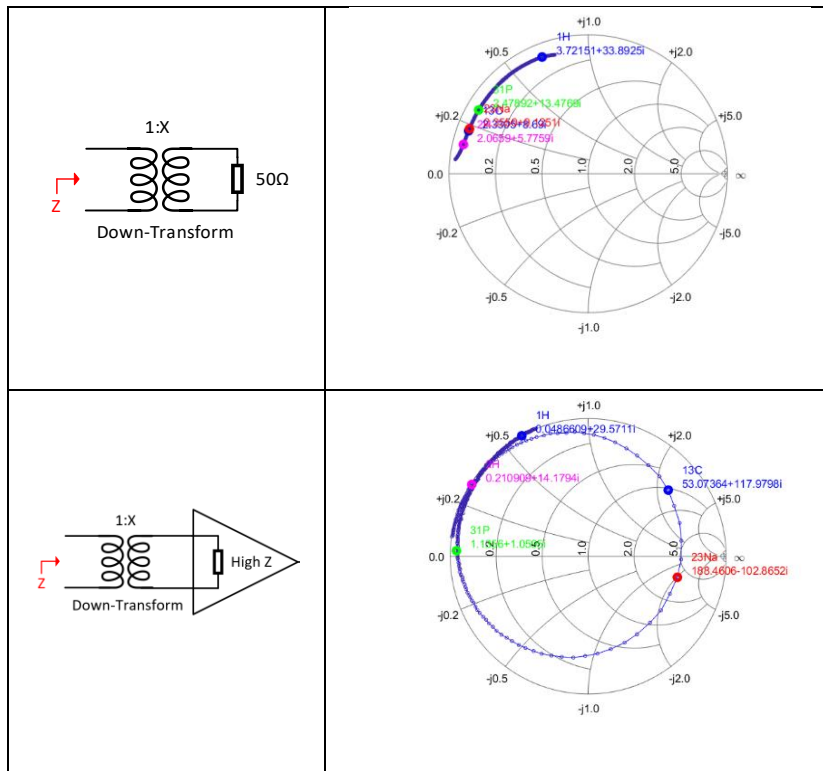 1:X
50Ω
Z
Down-Transform
+j1.0
1H
3.72151+33.8925i
+j0.5
+j2.0
31P
2.47892+13.4769i
+j0.2
+j5.0
2.0659+5.7759i
0.0
0.2
0.5
1.0
2.0
5.0
∞
-j0.2
-j5.0
-j0.5
-j2.0
-j1.0
1:X
High Z
Z
Down-Transform
+j1.0
1H
0.0486609+29.5711i
+j0.5
+j2.0
13C
53.07364+117.9798i
0.210909+14.1794i
+j0.2
+j5.0
31P
0.0
0.2
0.5
1.0
2.0
5.0
∞
23Na
-j0.2
-j5.0
-j0.5
-j2.0
-j1.0